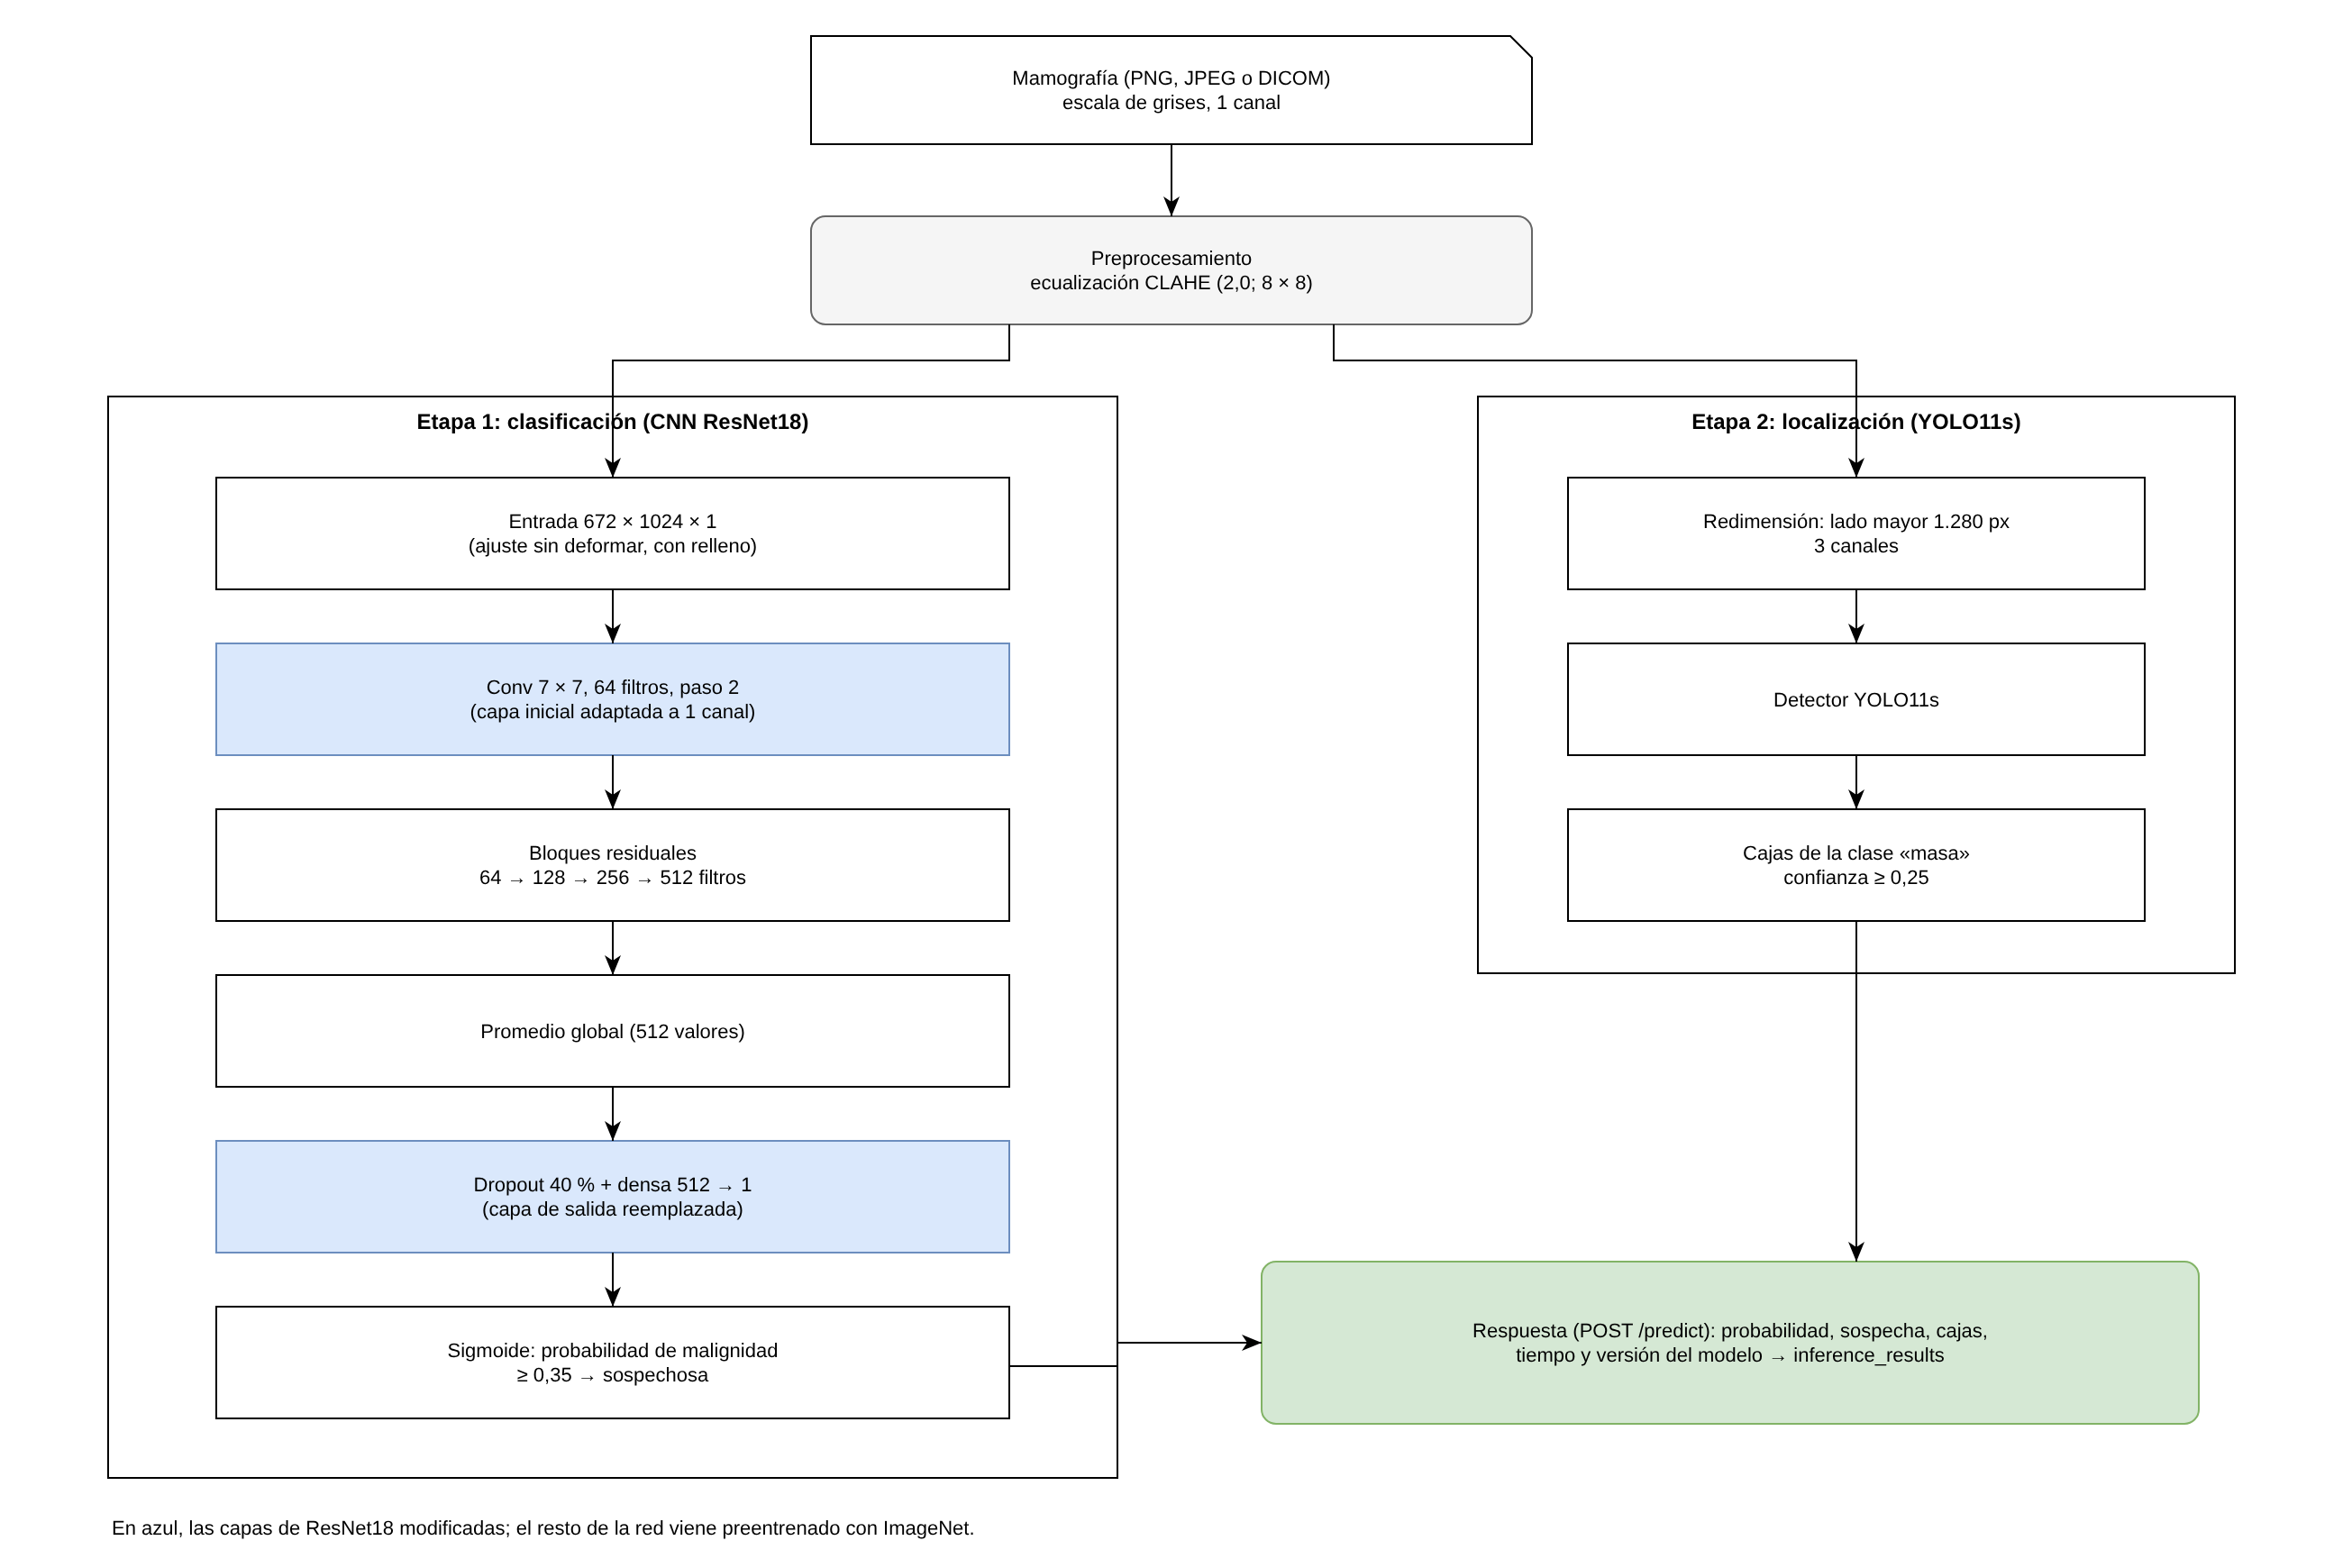 Mamografía (PNG, JPEG o DICOM)
escala de grises, 1 canal
Preprocesamiento
ecualización CLAHE (2,0; 8 × 8)
Etapa 1: clasificación (CNN ResNet18)
Entrada 672 × 1024 × 1
(ajuste sin deformar, con relleno)
Conv 7 × 7, 64 filtros, paso 2
(capa inicial adaptada a 1 canal)
Bloques residuales
64 → 128 → 256 → 512 filtros
Promedio global (512 valores)
Dropout 40 % + densa 512 → 1
(capa de salida reemplazada)
Sigmoide: probabilidad de malignidad
≥ 0,35 → sospechosa
Etapa 2: localización (YOLO11s)
Redimensión: lado mayor 1.280 px
3 canales
Detector YOLO11s
Cajas de la clase «masa»
confianza ≥ 0,25
Respuesta (POST /predict): probabilidad, sospecha, cajas,
tiempo y versión del modelo → inference_results
En azul, las capas de ResNet18 modificadas; el resto de la red viene preentrenado con ImageNet.